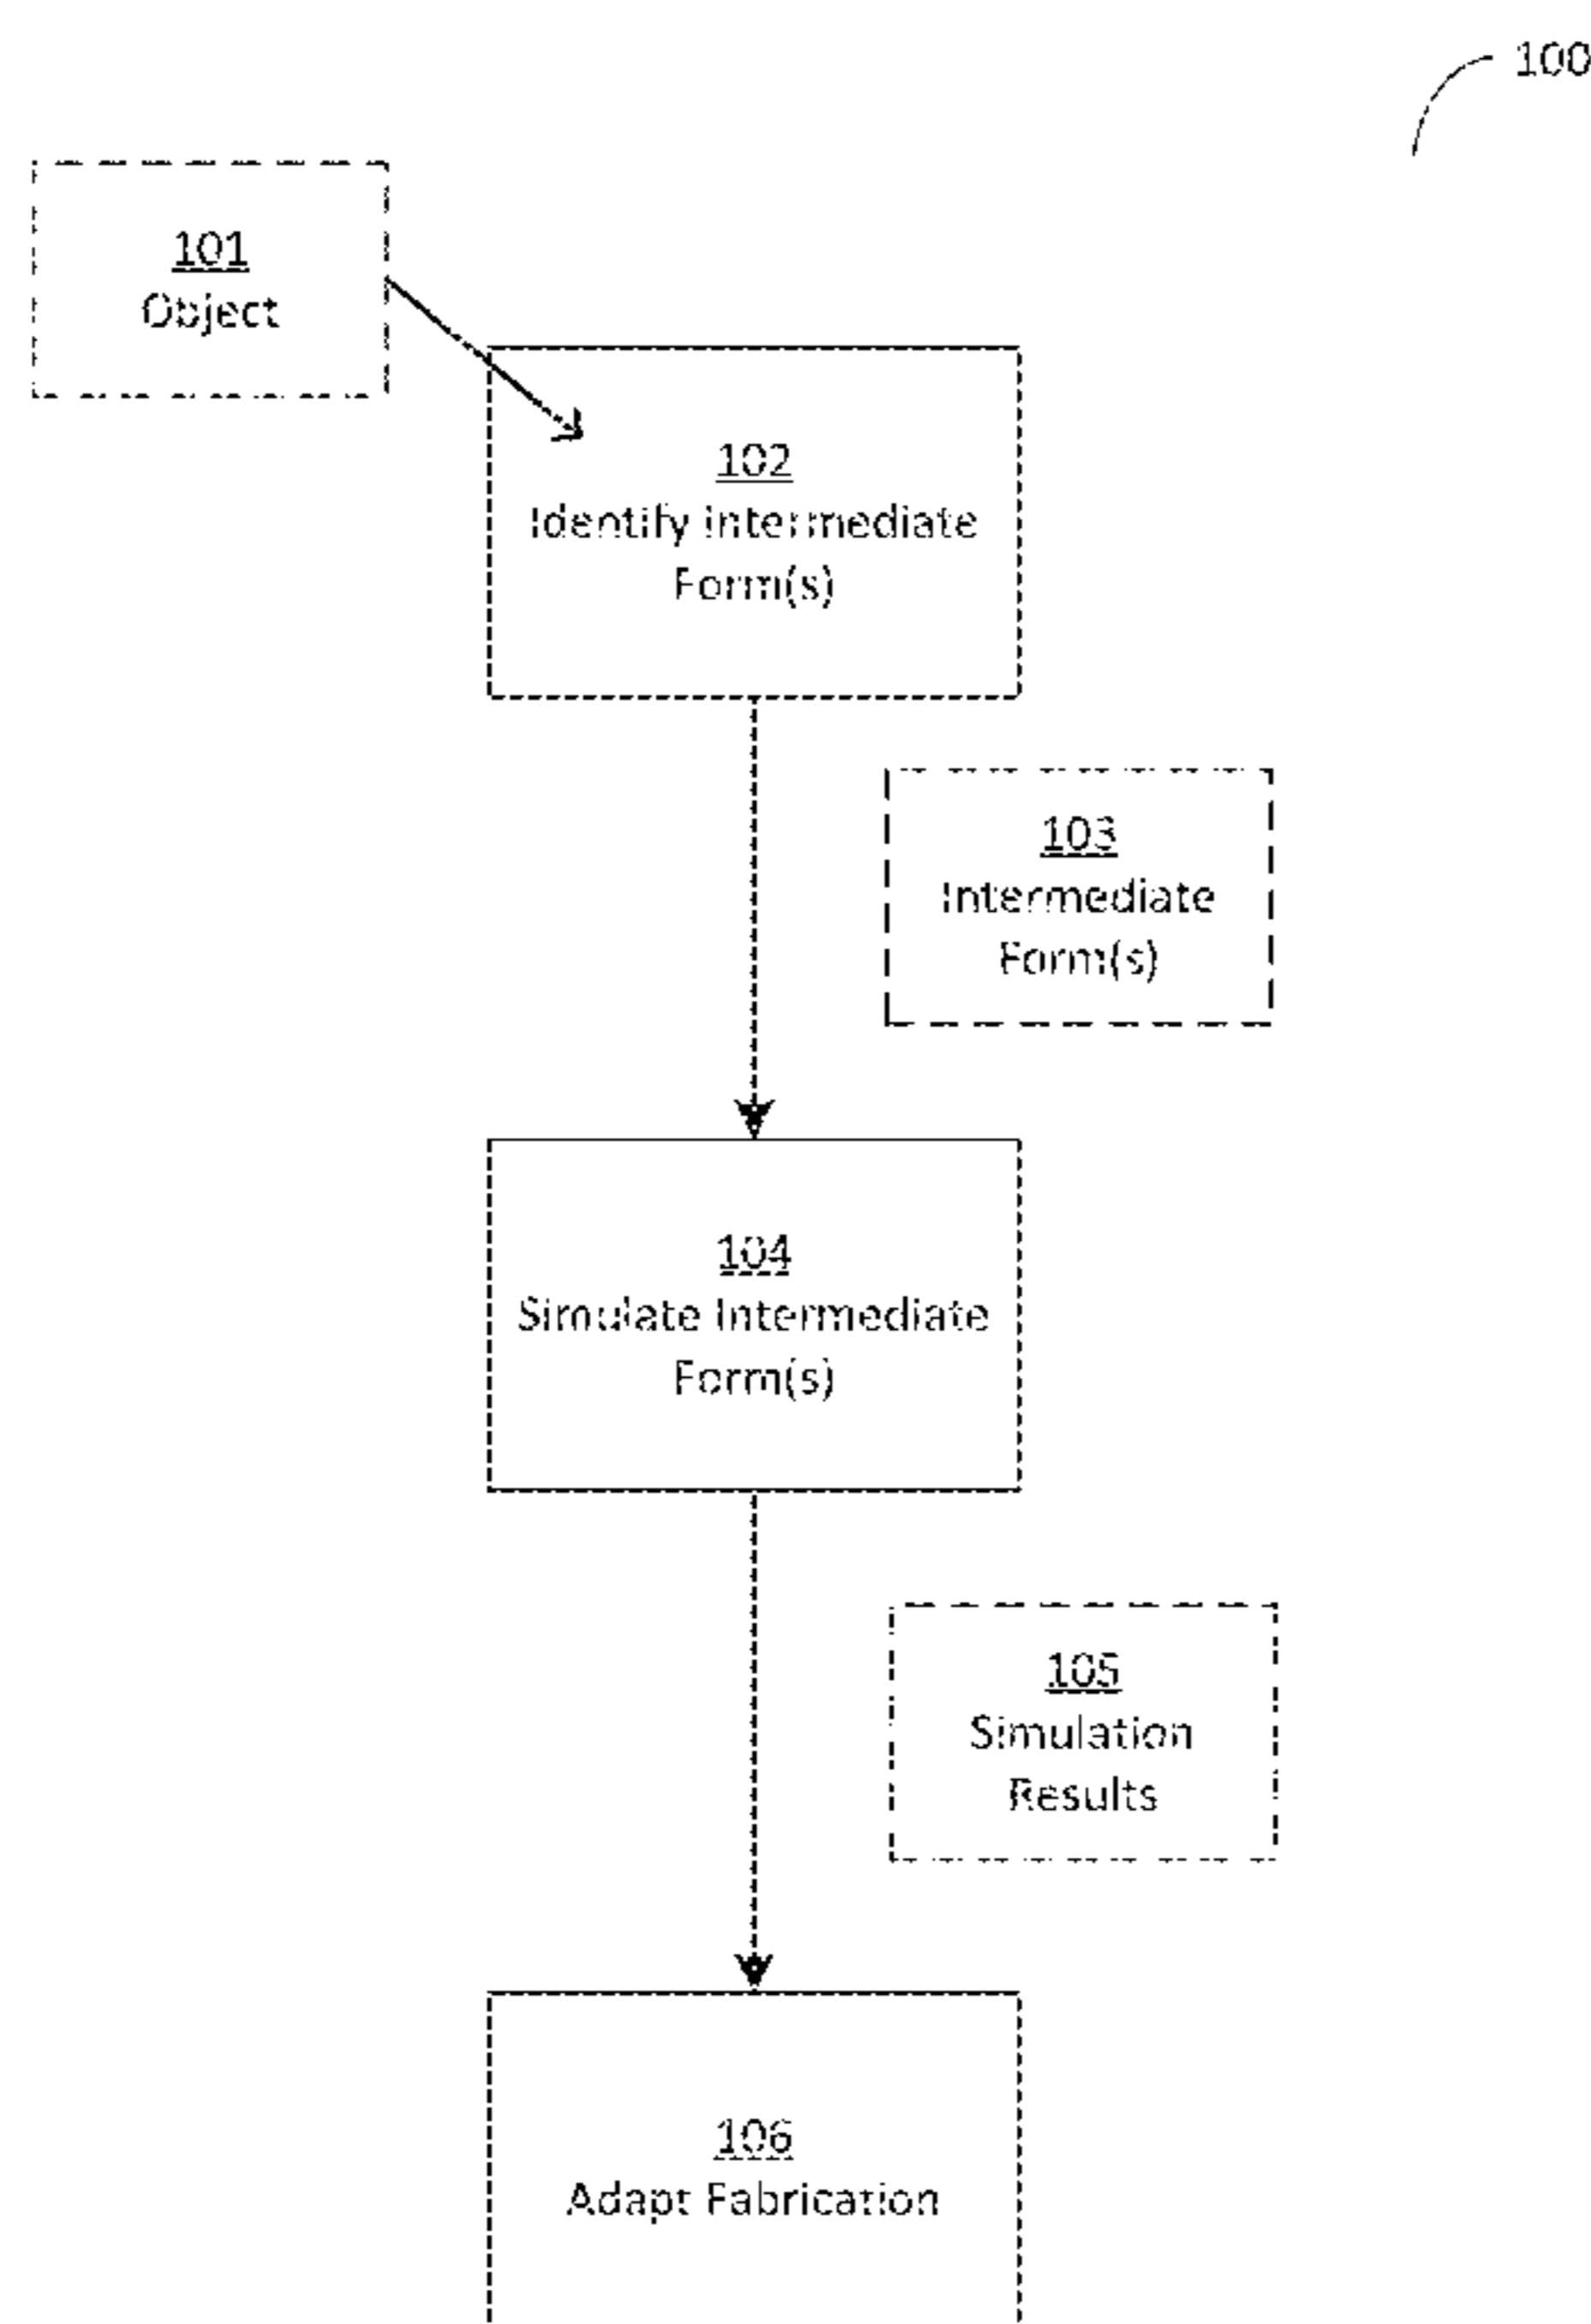 100
101
Object
102
Identify Intermediate
Form(s)
103
Intermediate
Form(s)
104
Simulate Intermediate
Form(s)
105
Simulation
Results
106
Adapt Fabrication